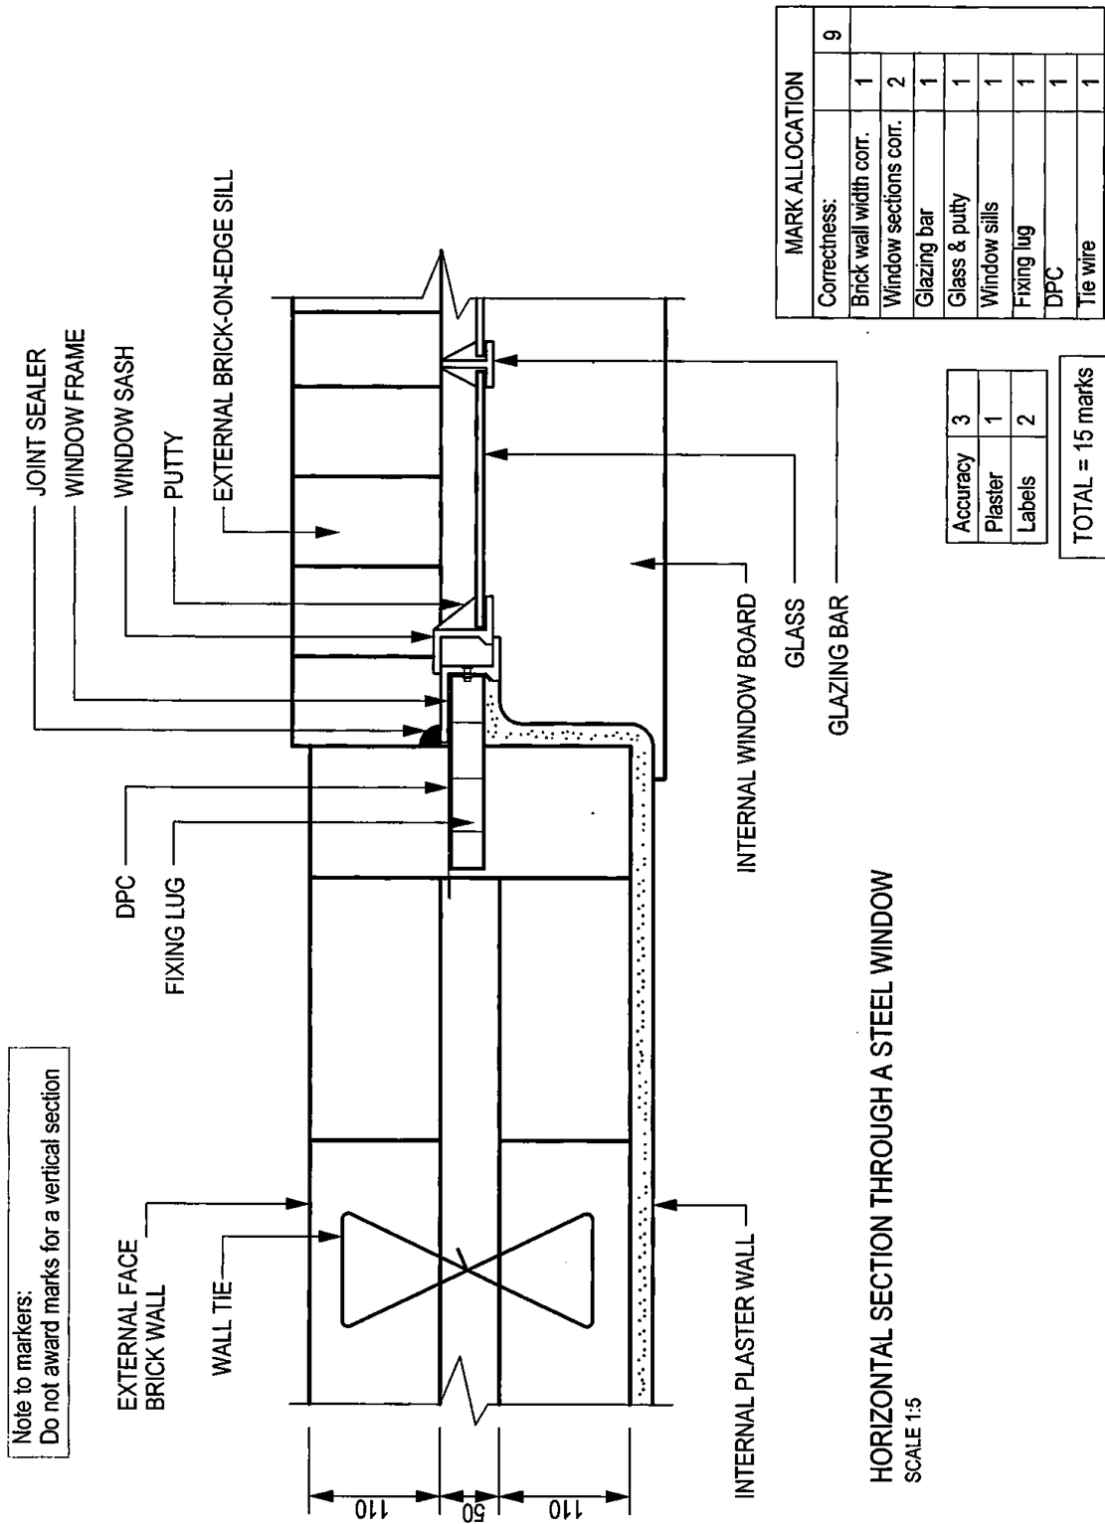 Note to markers:
Do not award marks for a vertical section
EXTERNAL FACE
BRICK WALL
WALL TIE
DPC
FIXING LUG
JOINT SEALER
WINDOW FRAME
WINDOW SASH
PUTTY
EXTERNAL BRICK-ON-EDGE SILL
110
50
110
INTERNAL PLASTER WALL
INTERNAL WINDOW BOARD
GLASS
GLAZING BAR
HORIZONTAL SECTION THROUGH A STEEL WINDOW
SCALE 1:5
Accuracy 3
Plaster 1
Labels 2
TOTAL = 15 marks
MARK ALLOCATION
Correctness: 9
Brick wall width corr. 1
Window sections corr. 2
Glazing bar 1
Glass & putty 1
Window sills 1
Fixing lug 1
DPC 1
Tie wire 1